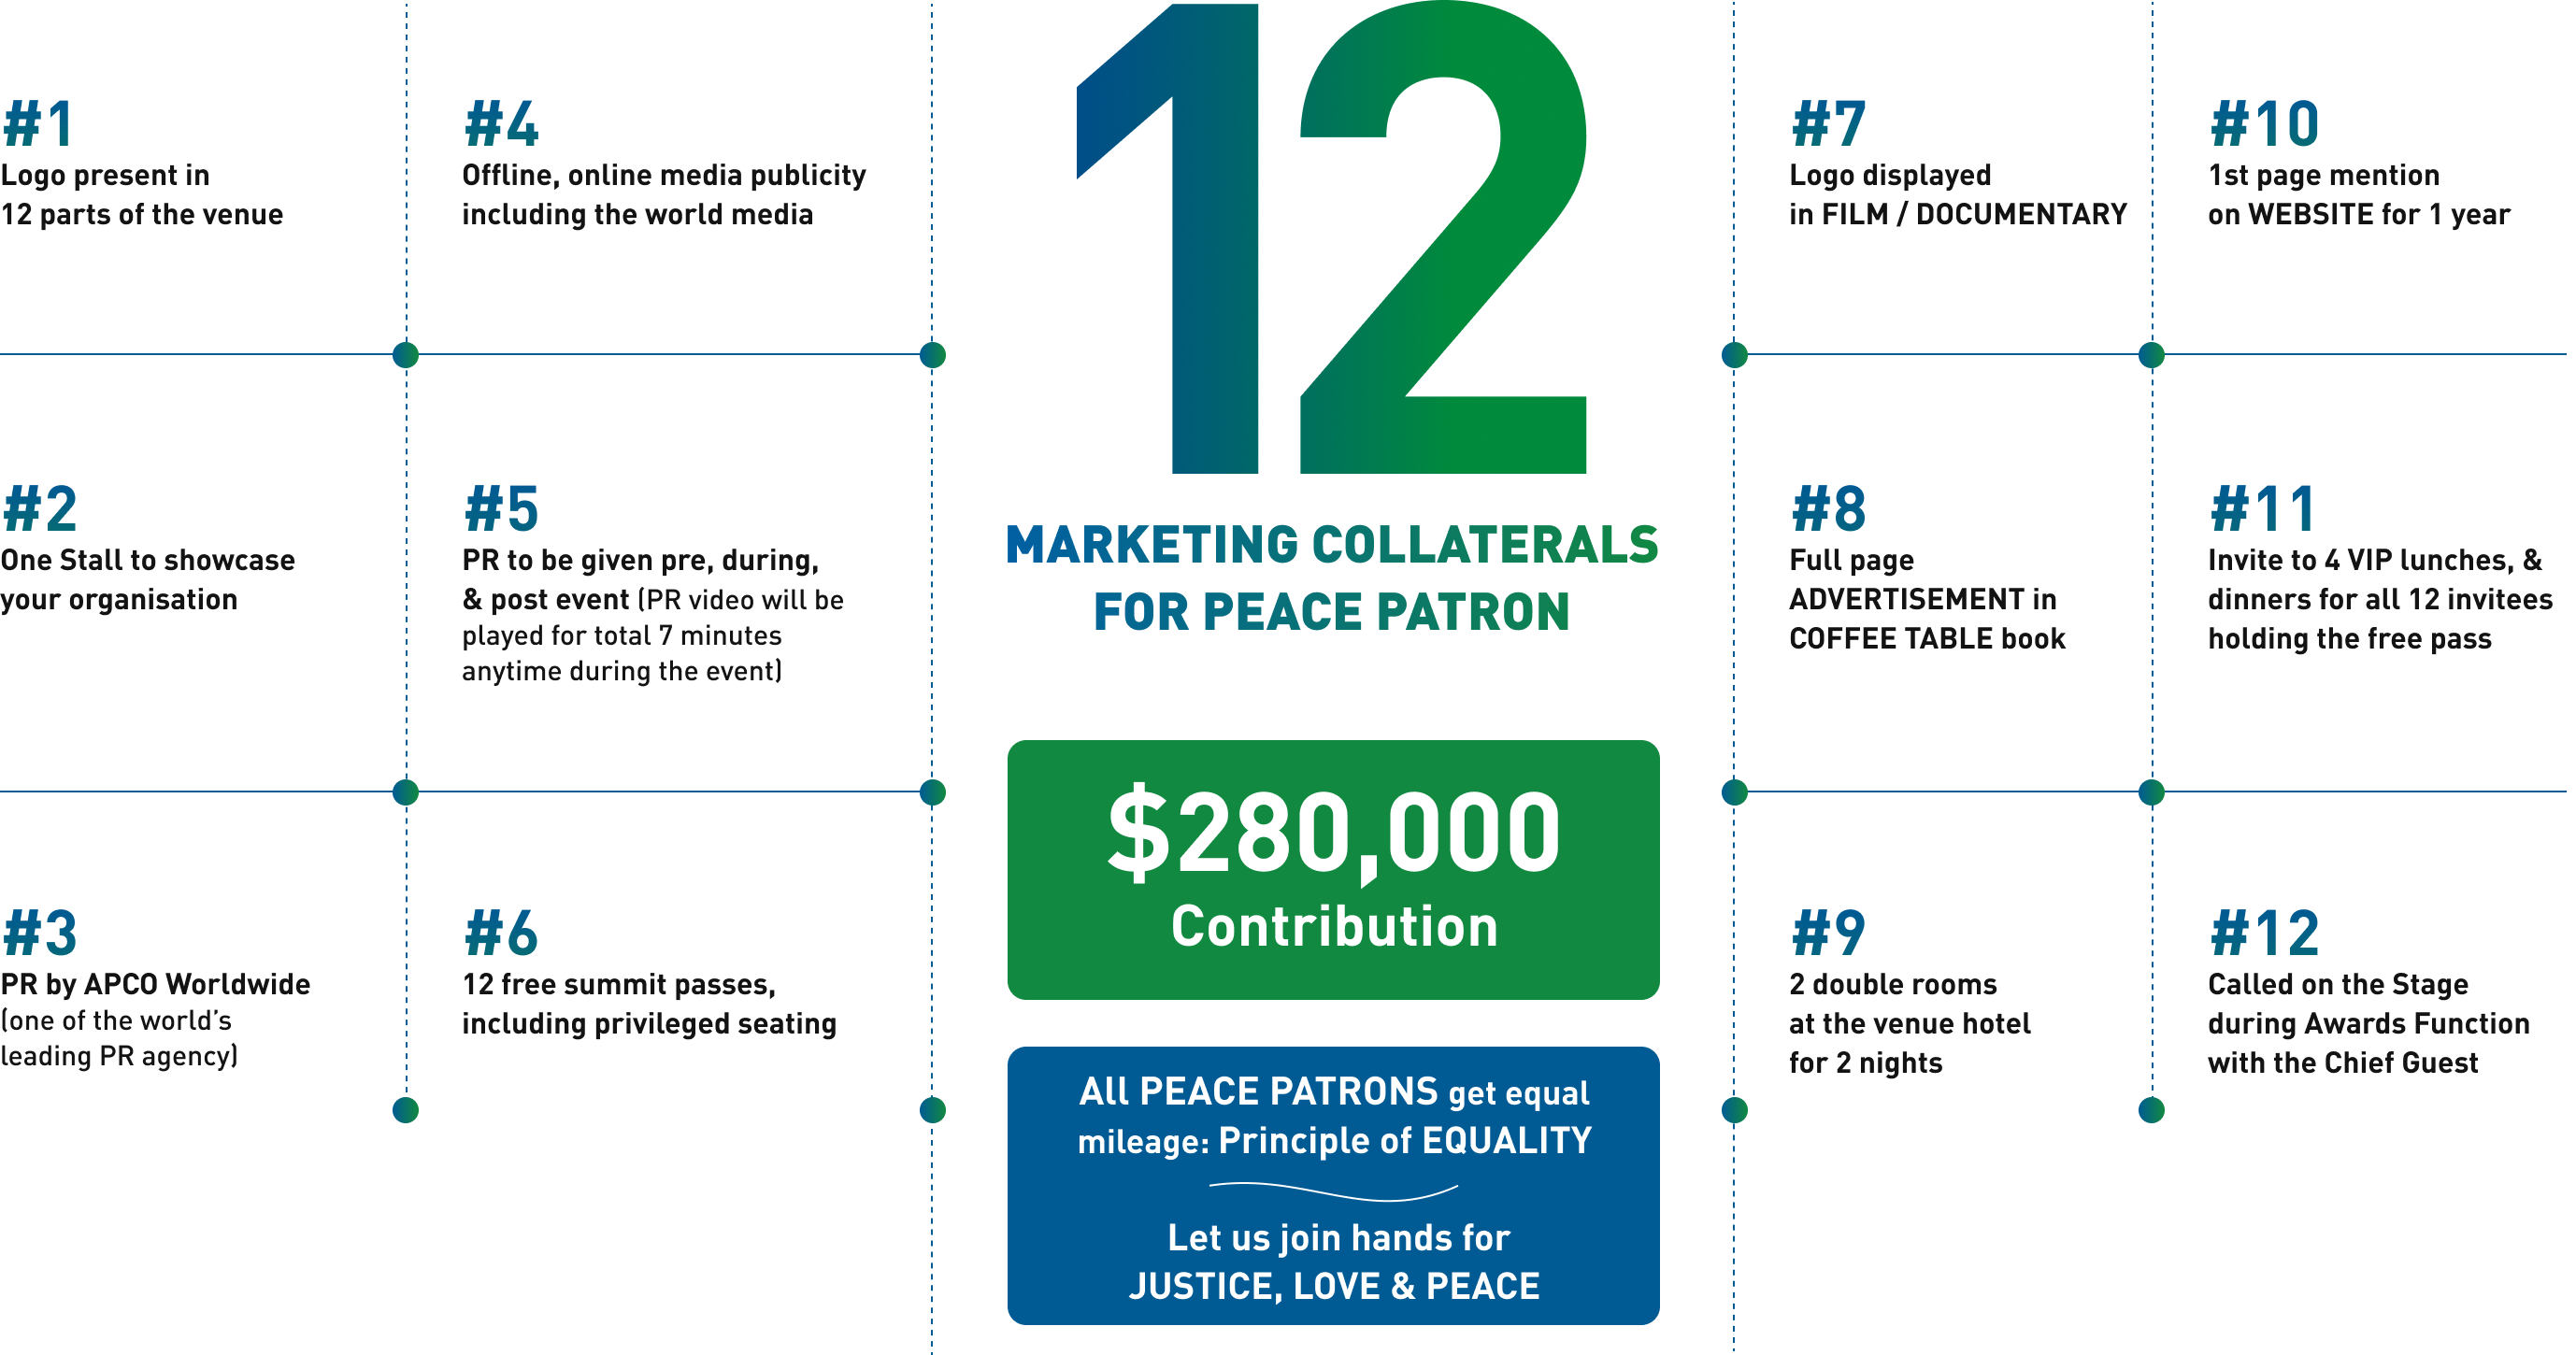 #1
Logo present in
12 parts of the venue
#2
One Stall to showcase
your organisation
#3
PR by APCO Worldwide
(one of the world’s
leading PR agency)
#4
Offline, online media publicity
including the world media
#5
PR to be given pre, during,
& post event (PR video will be
played for total 7 minutes
anytime during the event)
#6
12 free summit passes,
including privileged seating
12
MARKETING COLLATERALS
FOR PEACE PATRON
$280,000
Contribution
All PEACE PATRONS get equal
mileage: Principle of EQUALITY
Let us join hands for
JUSTICE, LOVE & PEACE
#7
Logo displayed
in FILM / DOCUMENTARY
#8
Full page
ADVERTISEMENT in
COFFEE TABLE book
#9
2 double rooms
at the venue hotel
for 2 nights
#10
1st page mention
on WEBSITE for 1 year
#11
Invite to 4 VIP lunches, &
dinners for all 12 invitees
holding the free pass
#12
Called on the Stage
during Awards Function
with the Chief Guest